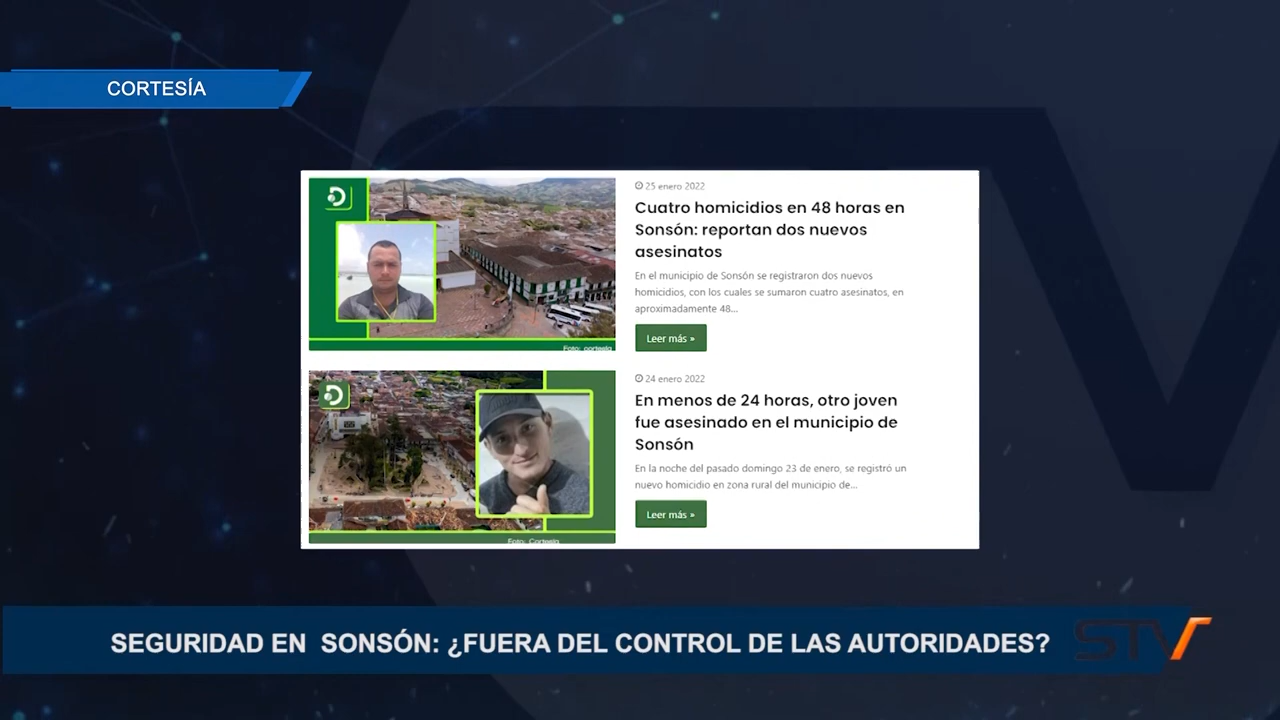 CORTESÍA
25 enero 2022
Cuatro homicidios en 48 horas en
Sonsón: reportan dos nuevos
asesinatos
En el municipio de Sonsón se registraron dos nuevos
homicidios, con los cuales se sumaron cuatro asesinatos, en
aproximadamente 48...
Leer más »
Foto: cortesía
24 enero 2022
En menos de 24 horas, otro joven
fue asesinado en el municipio de
Sonsón
En la noche del pasado domingo 23 de enero, se registró un
nuevo homicidio en zona rural del municipio de...
Leer más »
Foto: Cortesía
SEGURIDAD EN SONSÓN: ¿FUERA DEL CONTROL DE LAS AUTORIDADES?
STV